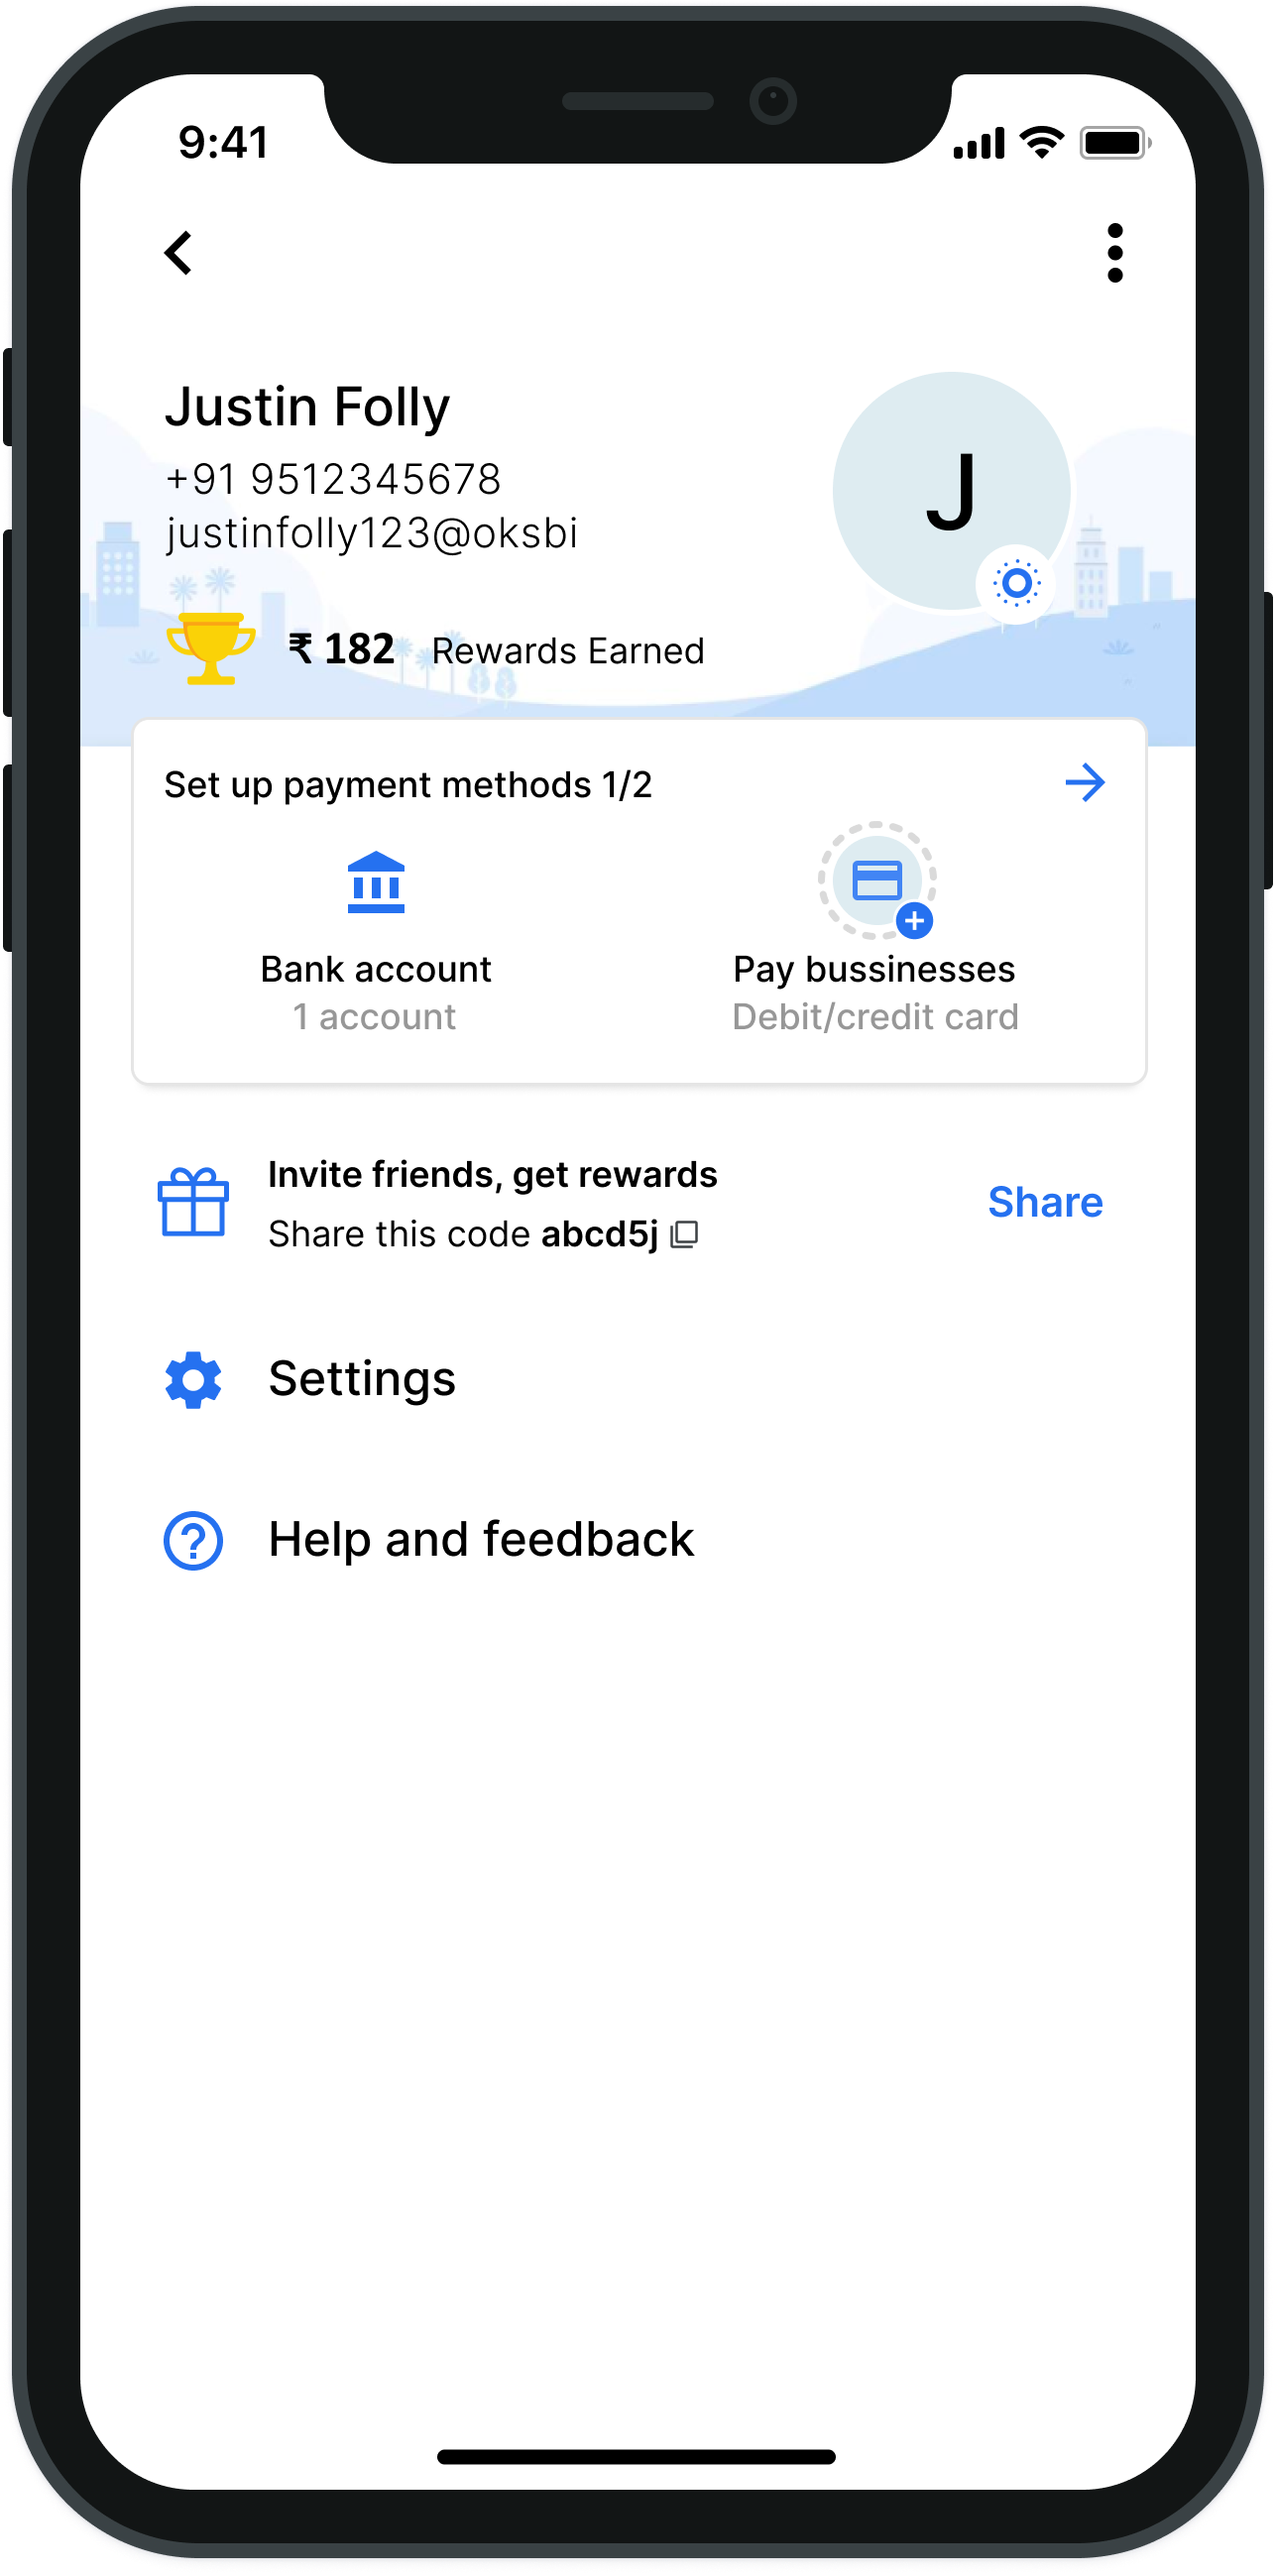 9:41
Justin Folly
+91 9512345678
justinfolly123@oksbi
J
₹ 182 Rewards Earned
Set up payment methods 1/2
Bank account
1 account
Pay bussinesses
Debit/credit card
Invite friends, get rewards
Share this code abcd5j
Share
Settings
Help and feedback